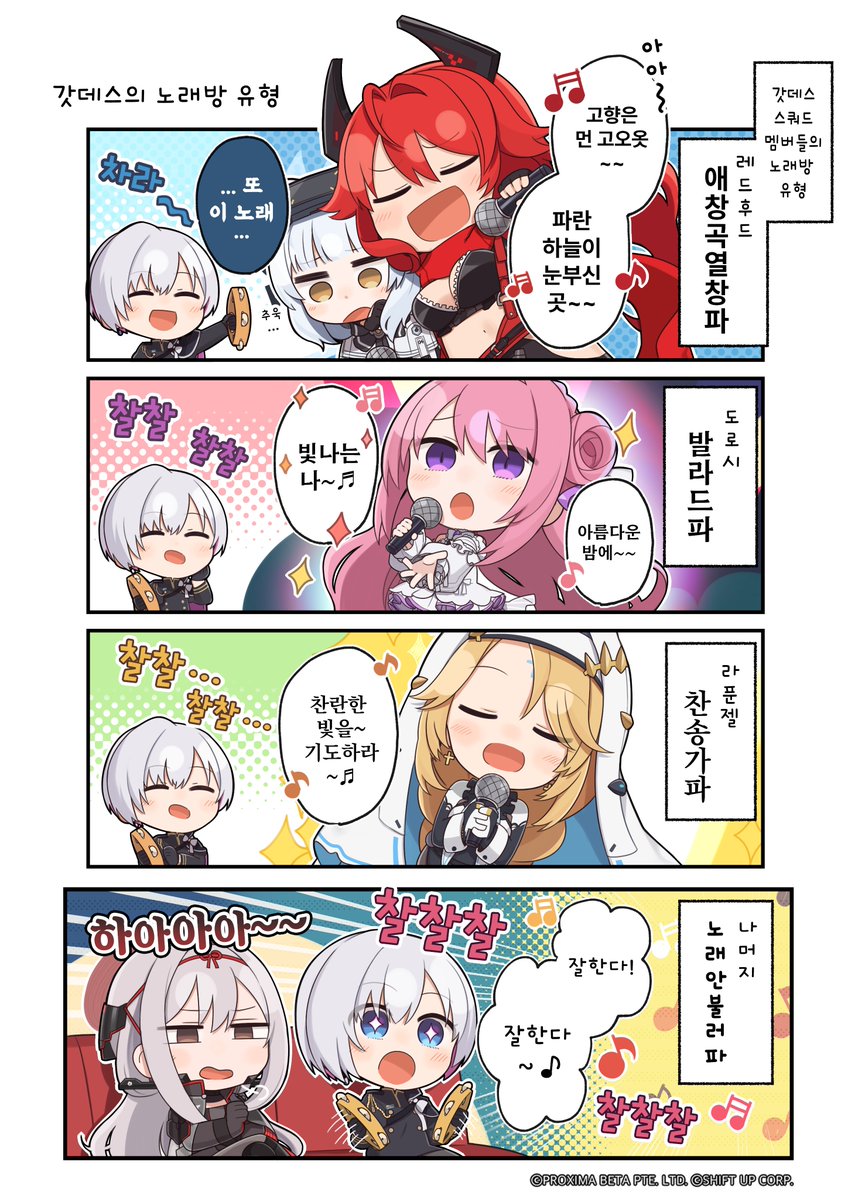 갓데스의 노래방 유형
갓데스
스쿼드
멤버들의
노래방
유형
레드후드
애창곡열창파
아
아~
고향은
먼 고오옷
~~
파란
하늘이
눈부신
곳~~
... 또
이 노래
...
추욱
...
차라
도로시
발라드파
빛나는
나~♬
아름다운
밤에~~
찰찰
찰찰
라푼젤
찬송가파
찬란한
빛을~
기도하라
~♬
찰찰...
찰찰...
나머지
노래안불러파
잘한다!
잘한다
~♪
찰찰찰
하아아아~~
찰찰찰
©PROXIMA BETA PTE. LTD. ©SHIFT UP CORP.